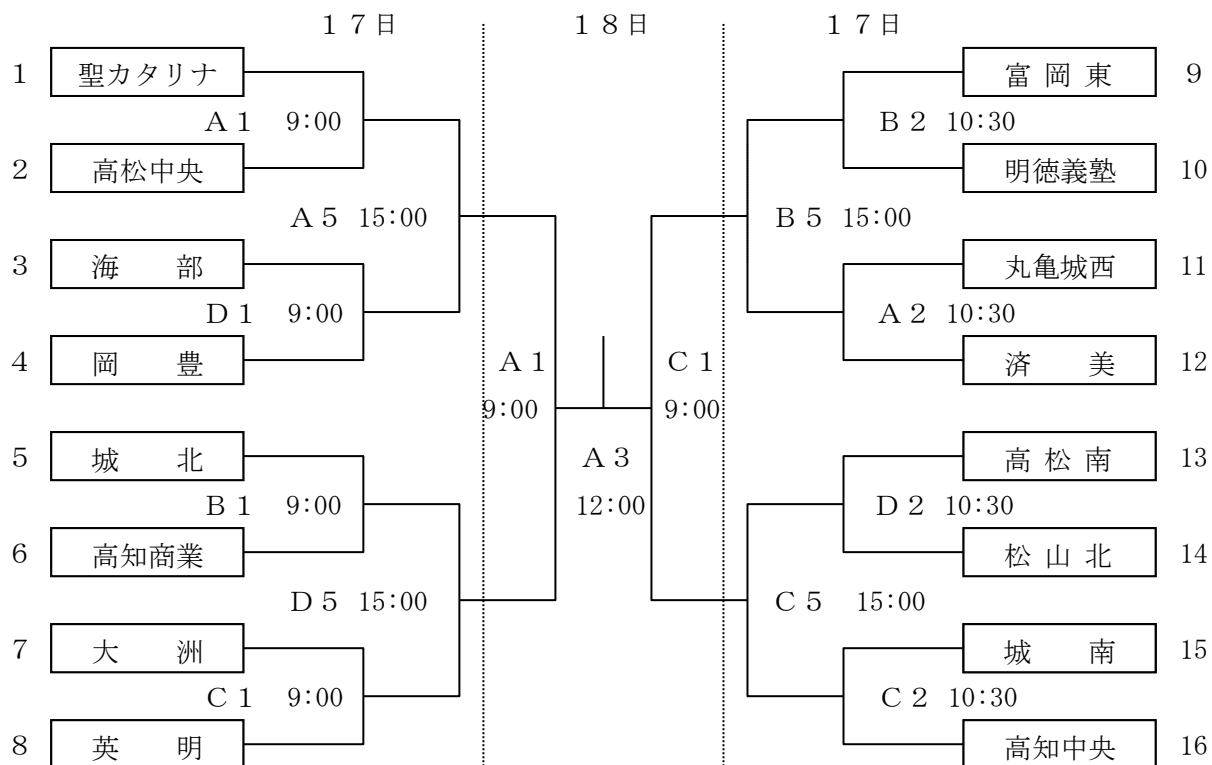 １７日 １８日 １７日
1 聖カタリナ 富岡東 9
Ａ１ 9:00 Ｂ２ 10:30
2 高松中央 明徳義塾 10
Ａ５ 15:00 Ｂ５ 15:00
3 海部 丸亀城西 11
Ｄ１ 9:00 Ａ２ 10:30
4 岡豊 Ａ１ Ｃ１ 済美 12
9:00 9:00
5 城北 Ａ３ 高松南 13
Ｂ１ 9:00 12:00 Ｄ２ 10:30
6 高知商業 松山北 14
Ｄ５ 15:00 Ｃ５ 15:00
7 大洲 城南 15
Ｃ１ 9:00 Ｃ２ 10:30
8 英明 高知中央 16